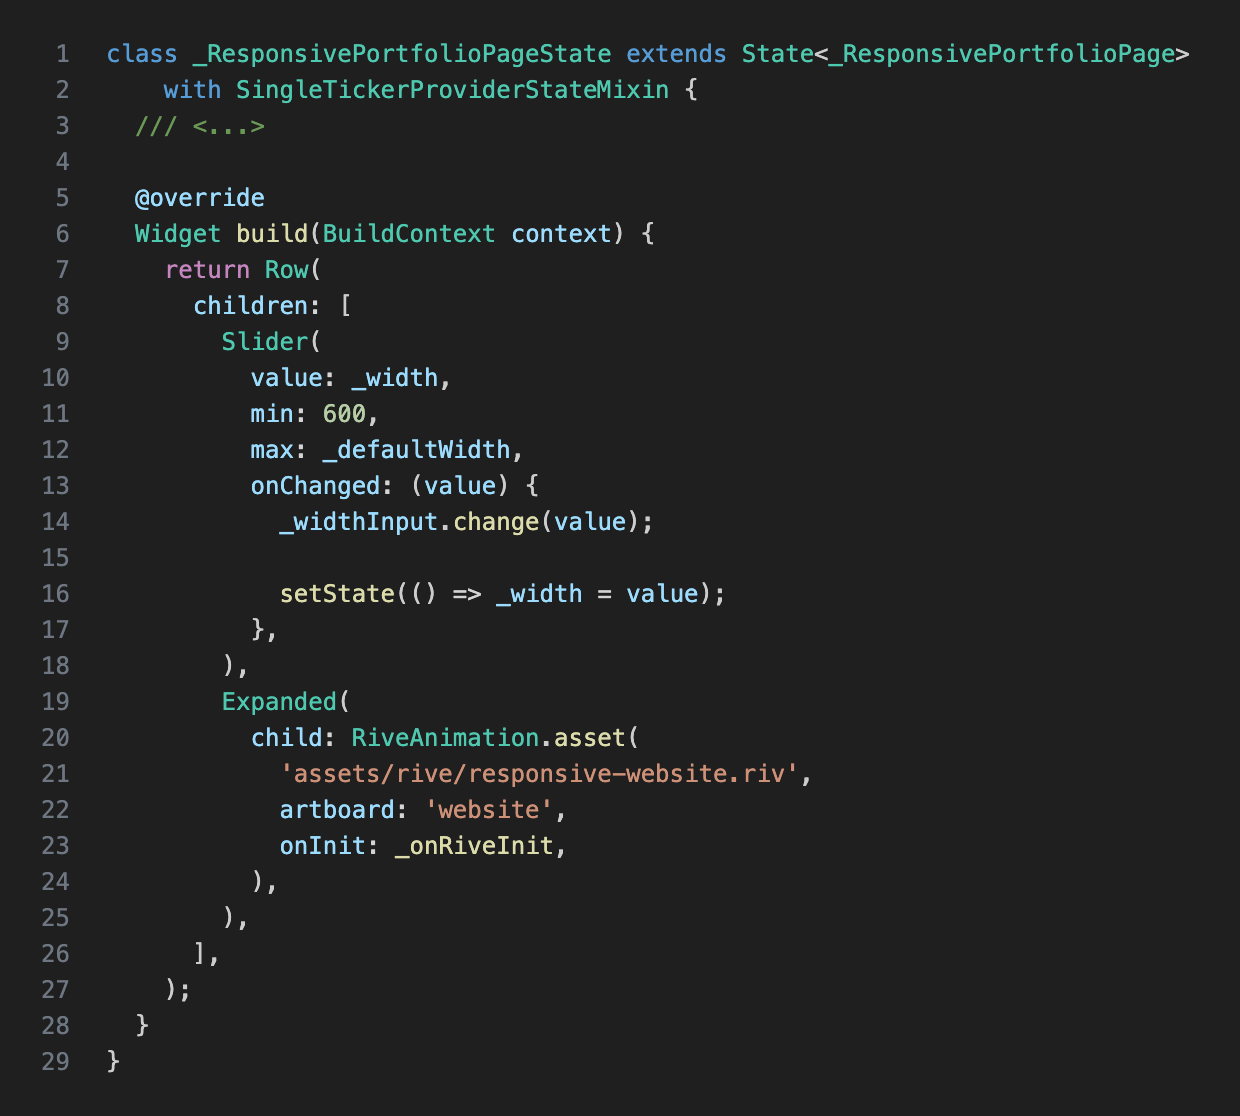 1 class _ResponsivePortfolioPageState extends State<_ResponsivePortfolioPage>
2     with SingleTickerProviderStateMixin {
3   /// <...>
4
5   @override
6   Widget build(BuildContext context) {
7     return Row(
8       children: [
9         Slider(
10           value: _width,
11           min: 600,
12           max: _defaultWidth,
13           onChanged: (value) {
14             _widthInput.change(value);
15
16             setState(() => _width = value);
17           },
18         ),
19         Expanded(
20           child: RiveAnimation.asset(
21             'assets/rive/responsive-website.riv',
22             artboard: 'website',
23             onInit: _onRiveInit,
24           ),
25         ),
26       ],
27     );
28   }
29 }